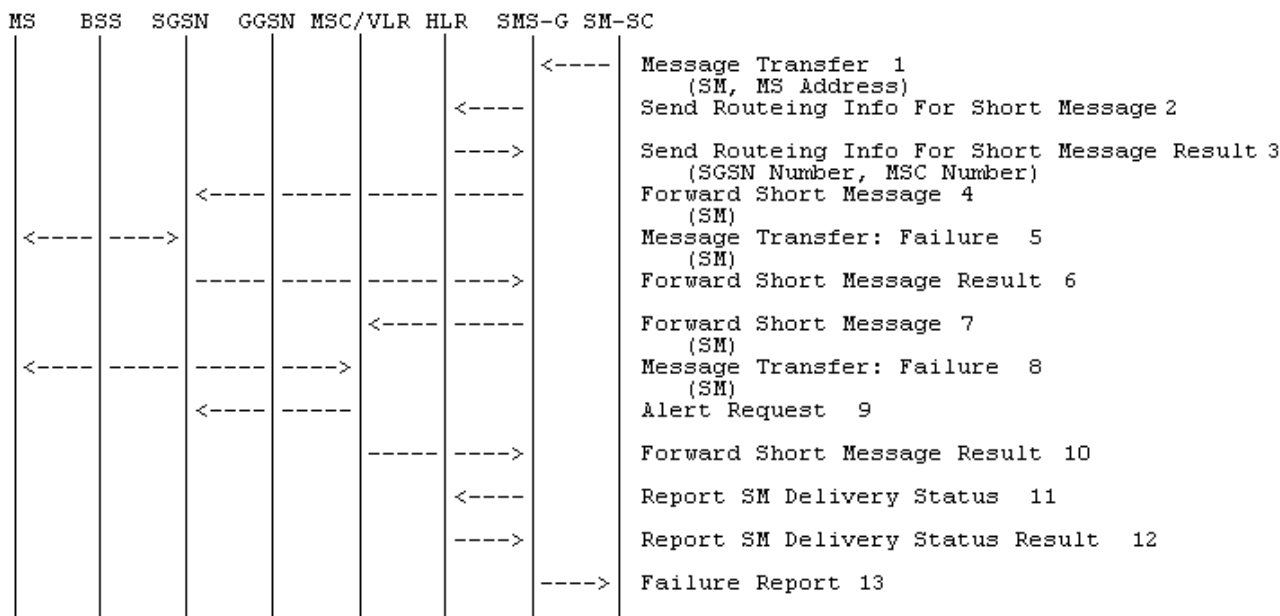 MS BSS SGSN GGSN MSC/VLR HLR SMS-G SM-SC
Message Transfer 1
(SM, MS Address)
Send Routeing Info For Short Message 2
Send Routeing Info For Short Message Result 3
(SGSN Number, MSC Number)
Forward Short Message 4
(SM)
Message Transfer: Failure 5
(SM)
Forward Short Message Result 6
Forward Short Message 7
(SM)
Message Transfer: Failure 8
(SM)
Alert Request 9
Forward Short Message Result 10
Report SM Delivery Status 11
Report SM Delivery Status Result 12
Failure Report 13